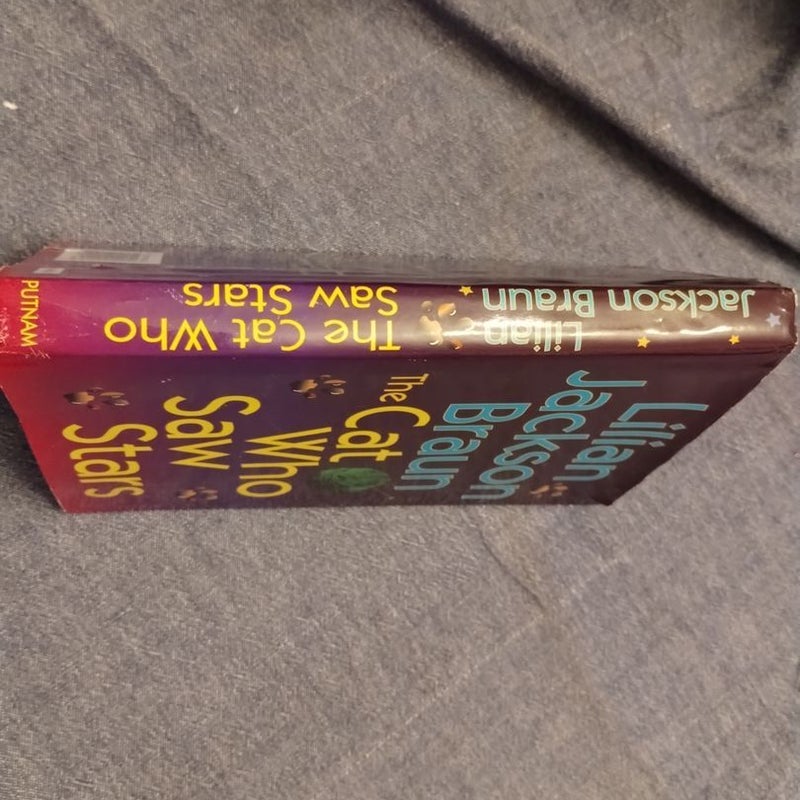 Lilian
Jackson Braun
The Cat Who
Saw Stars
PUTNAM
Lilian
Jackson
Braun
The
Cat
Who
Saw
Stars